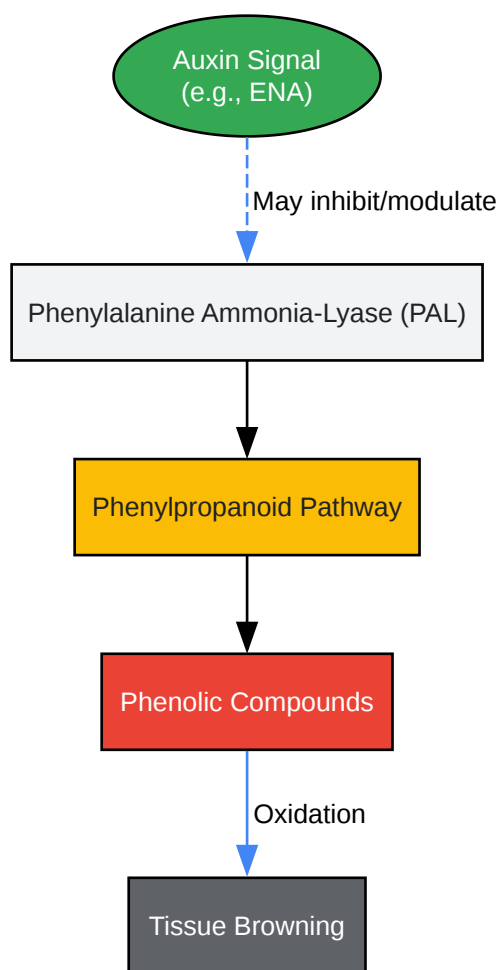 Auxin Signal
(e.g., ENA)
May inhibit/modulate
Phenylalanine Ammonia-Lyase (PAL)
Phenylpropanoid Pathway
Phenolic Compounds
Oxidation
Tissue Browning